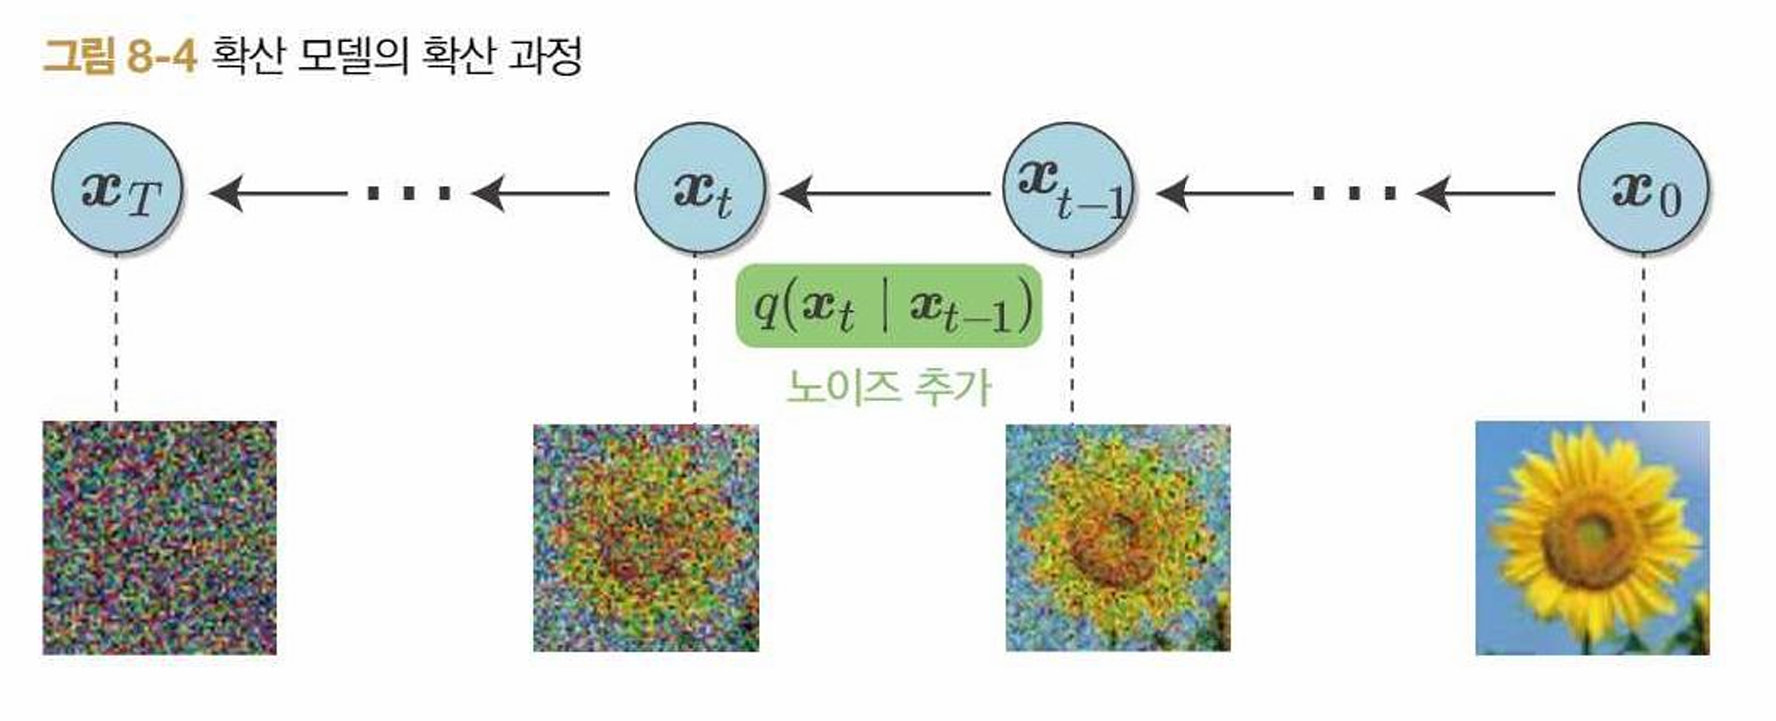 그림 8-4 확산 모델의 확산 과정
x_T ··· x_t x_{t-1} ··· x_0
q(x_t | x_{t-1})
노이즈 추가